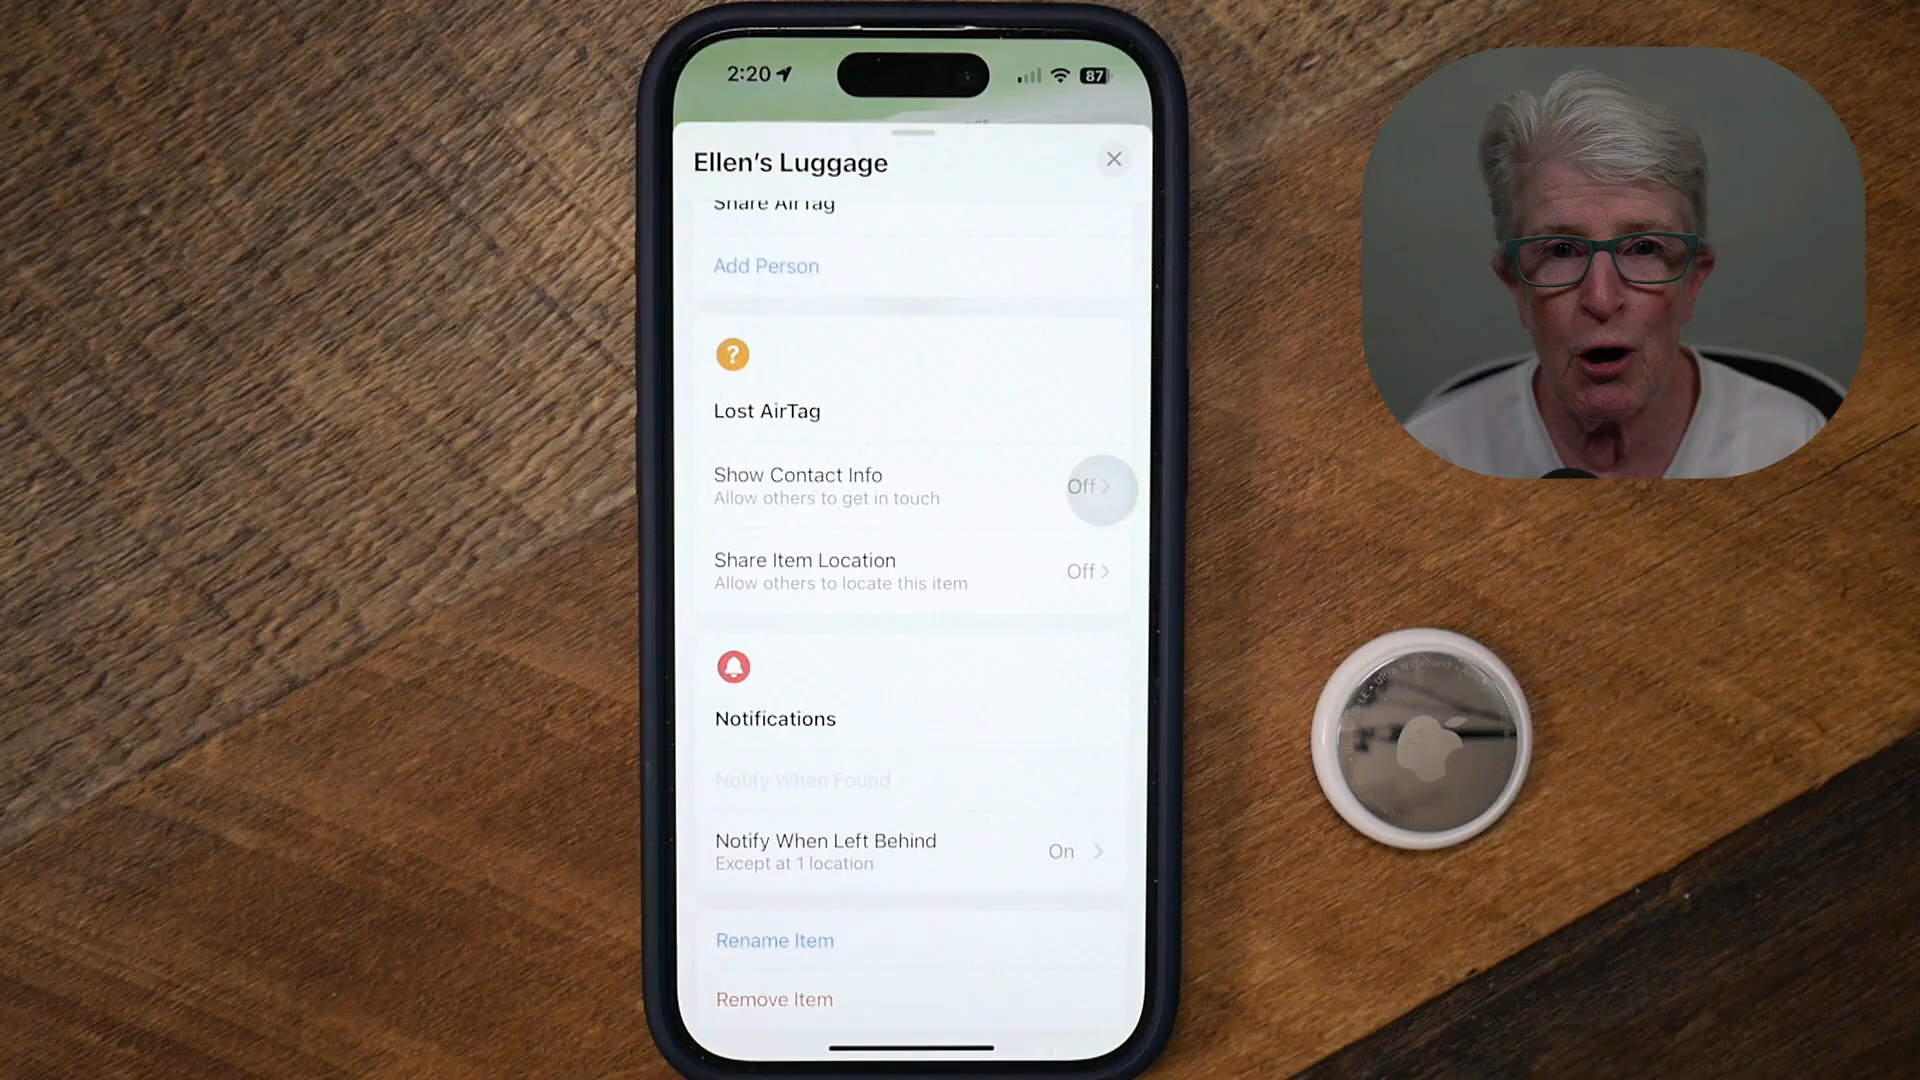 2:20
87
Ellen's Luggage
Share AirTag
Add Person
?
Lost AirTag
Show Contact Info
Allow others to get in touch
Off
Share Item Location
Allow others to locate this item
Off
Notifications
Notify When Found
Notify When Left Behind
Except at 1 location
On
Rename Item
Remove Item
Ultra Wideband